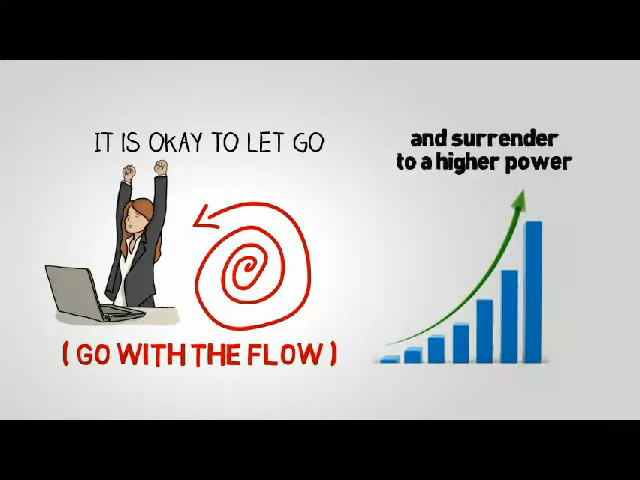 IT IS OKAY TO LET GO
( GO WITH THE FLOW )
and surrender
to a higher power